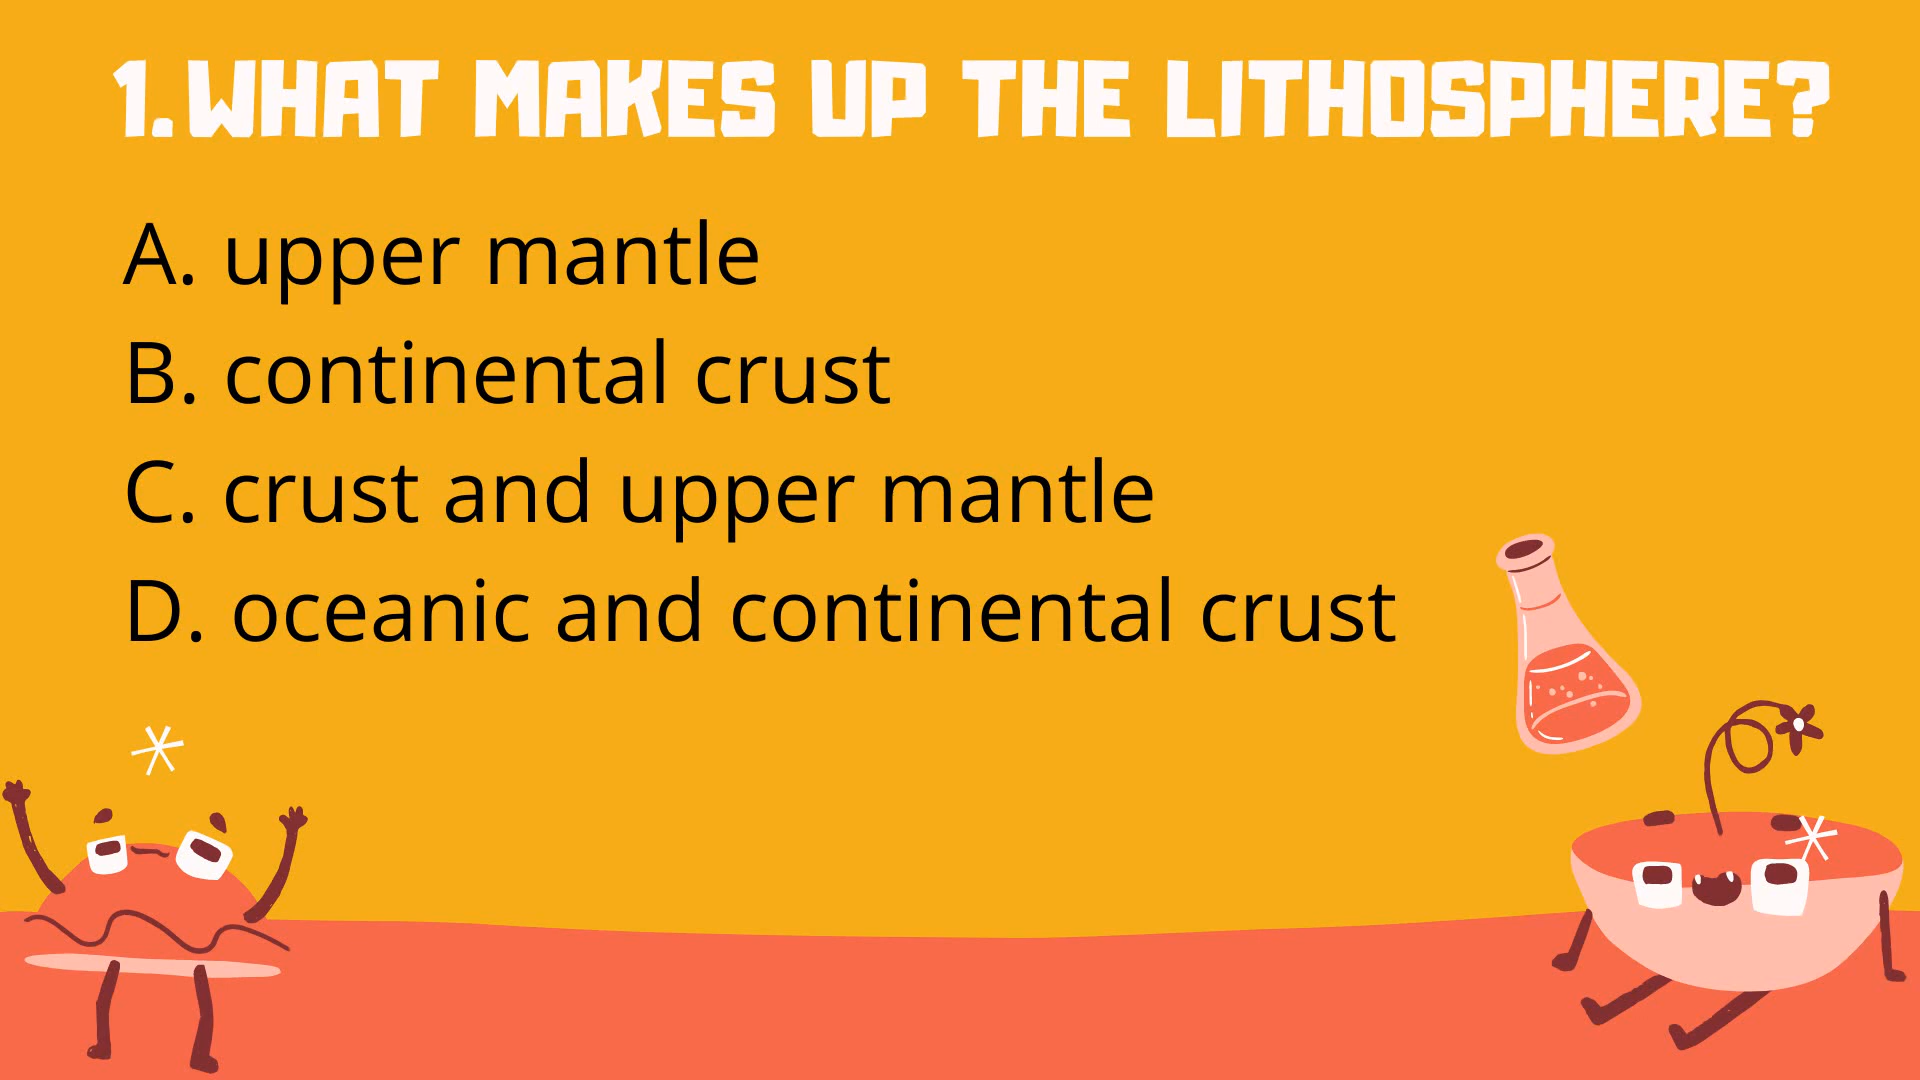 1.WHAT MAKES UP THE LITHOSPHERE?
A. upper mantle
B. continental crust
C. crust and upper mantle
D. oceanic and continental crust